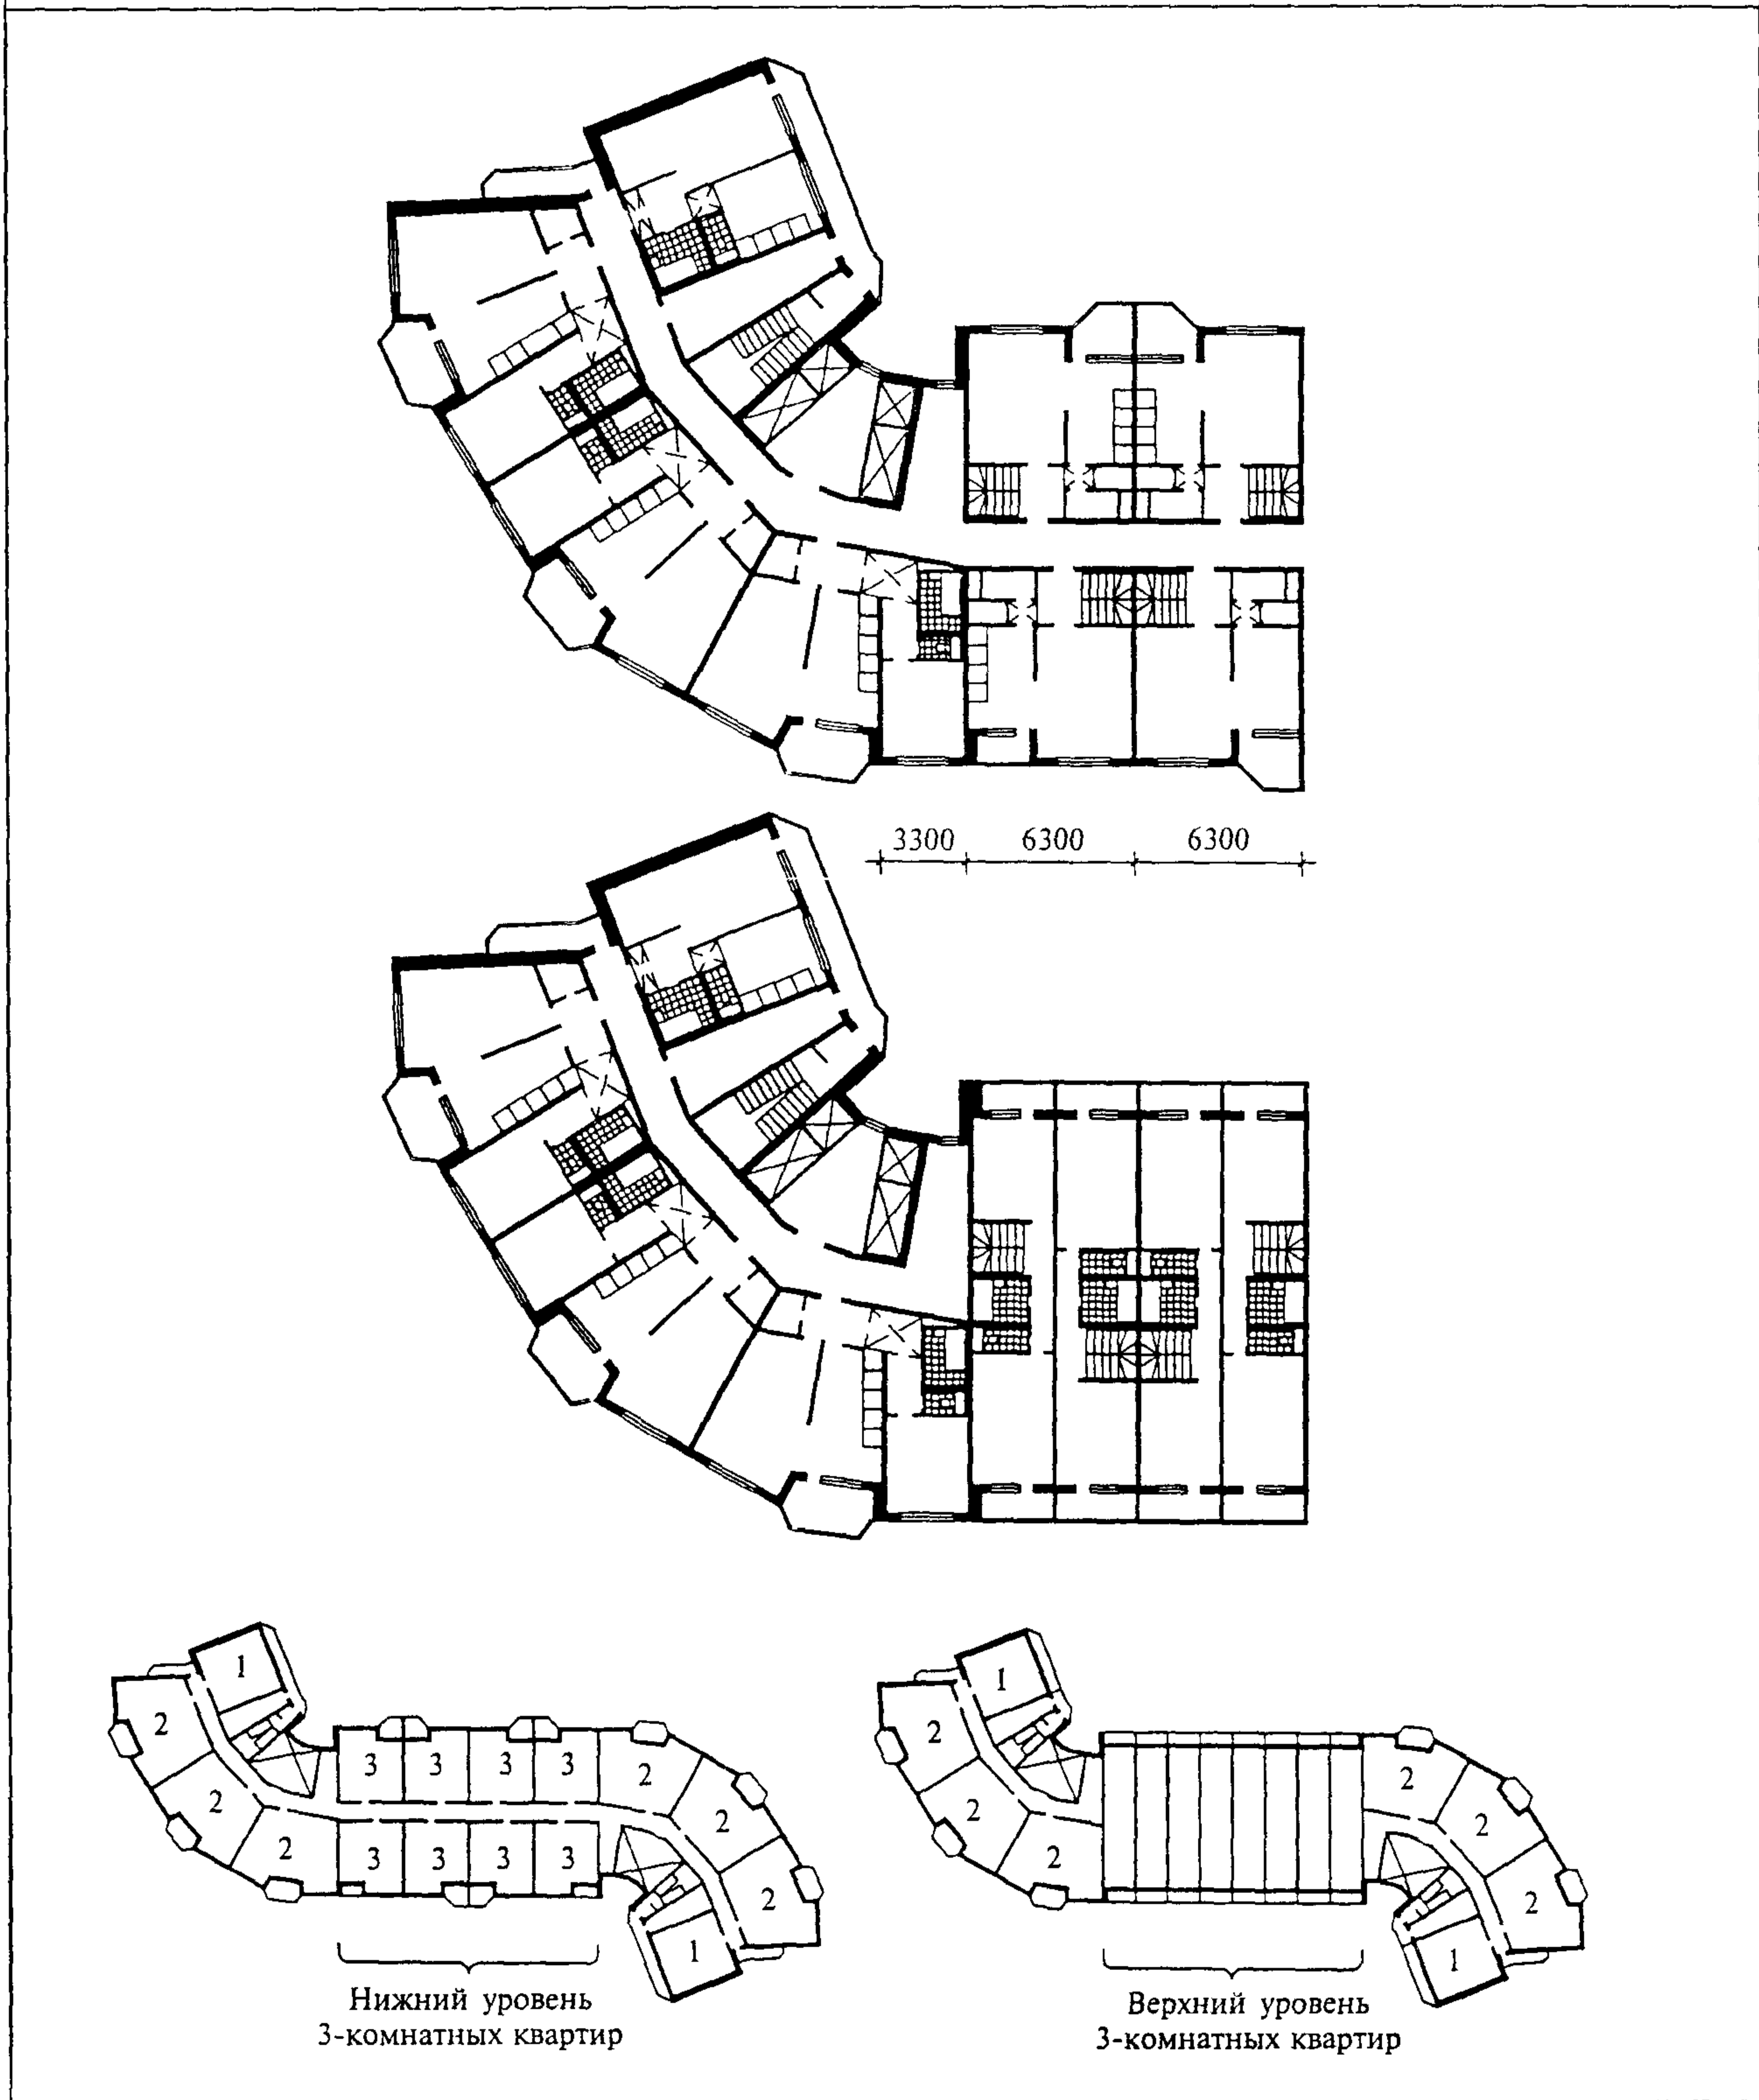 3300 6300 6300
1 1
2 3 3 3 3 2 2 2
2 2 2 2
2 3 3 3 3 2 2 2
1 1
Нижний уровень
3-комнатных квартир
Верхний уровень
3-комнатных квартир